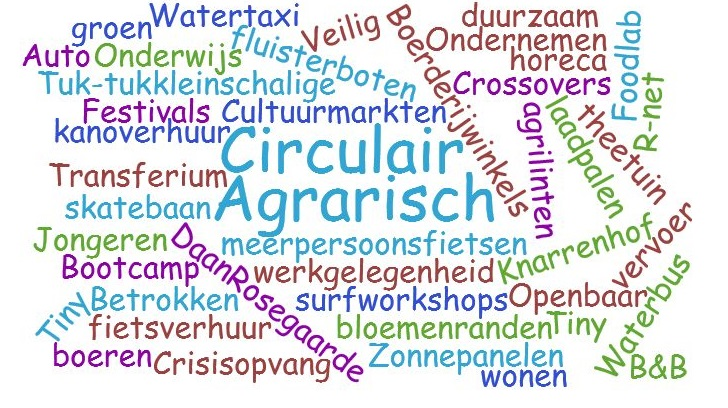 groen
Watertaxi
Veilig
duurzaam
Auto
Onderwijs
fluisterboten
Boerderijwinkels
Ondernemen
horeca
Foodlab
Tuk-tukkleinschalige
Crossovers
R-net
Festivals
Cultuurmarkten
agrilinten
laadpalen
theetuin
kanoverhuur
Circulair
Transferium
Agrarisch
skatebaan
Jongeren
DaanRosegaarde
meerpersoonsfietsen
Knarrenhof
vervoer
Bootcamp
werkgelegenheid
Tiny
Betrokken
surfworkshops
Openbaar
Waterbus
fietsverhuur
bloemenranden
Tiny
boeren
Crisisopvang
Zonnepanelen
wonen
B&B